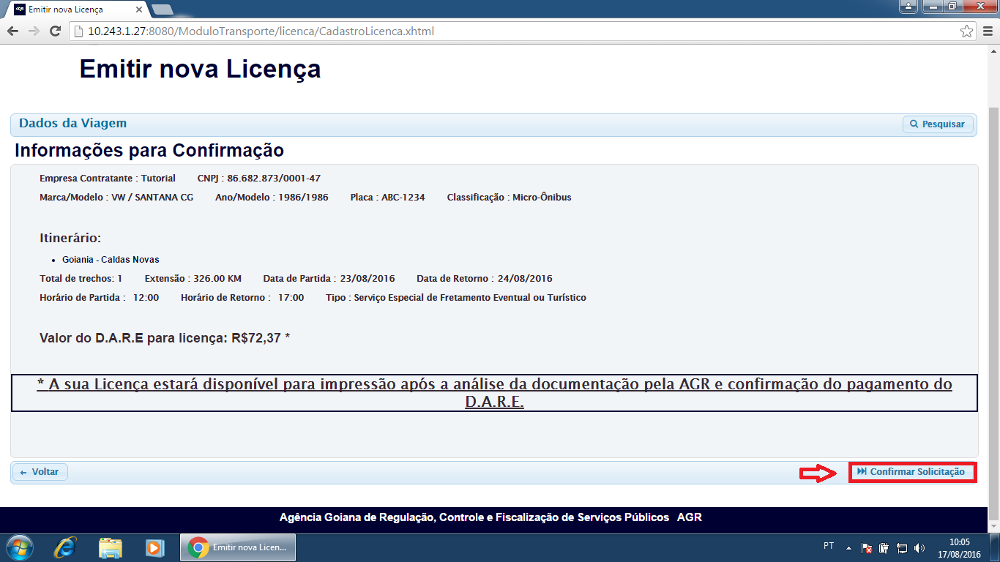 AGR Emitir nova Licença
10.243.1.27:8080/ModuloTransporte/licenca/CadastroLicenca.xhtml
Emitir nova Licença
Dados da Viagem Pesquisar
Informações para Confirmação
Empresa Contratante : Tutorial CNPJ : 86.682.873/0001-47
Marca/Modelo : VW / SANTANA CG Ano/Modelo : 1986/1986 Placa : ABC-1234 Classificação : Micro-Ônibus
Itinerário:
• Goiania - Caldas Novas
Total de trechos: 1 Extensão : 326.00 KM Data de Partida : 23/08/2016 Data de Retorno : 24/08/2016
Horário de Partida : 12:00 Horário de Retorno : 17:00 Tipo : Serviço Especial de Fretamento Eventual ou Turístico
Valor do D.A.R.E para licença: R$72,37 *
* A sua Licença estará disponível para impressão após a análise da documentação pela AGR e confirmação do pagamento do
D.A.R.E.
← Voltar Confirmar Solicitação
Agência Goiana de Regulação, Controle e Fiscalização de Serviços Públicos AGR
Emitir nova Licen... PT 10:05
17/08/2016